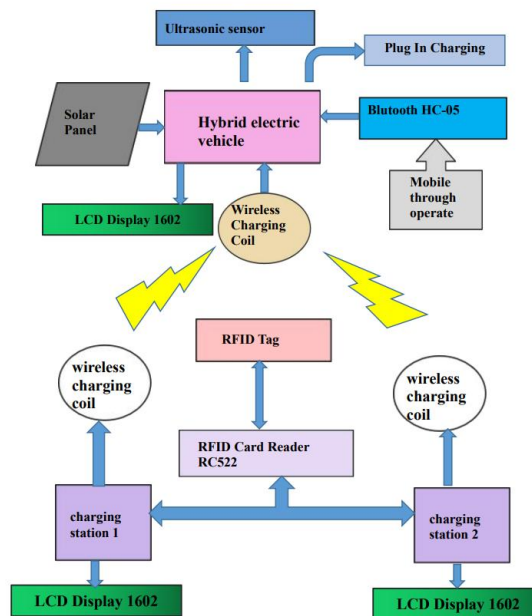 Ultrasonic sensor
Plug In Charging
Solar
Panel
Hybrid electric
vehicle
Blutooth HC-05
Mobile
through
operate
LCD Display 1602
Wireless
Charging
Coil
RFID Tag
wireless
charging
coil
wireless
charging
coil
RFID Card Reader
RC522
charging
station 1
charging
station 2
LCD Display 1602
LCD Display 1602